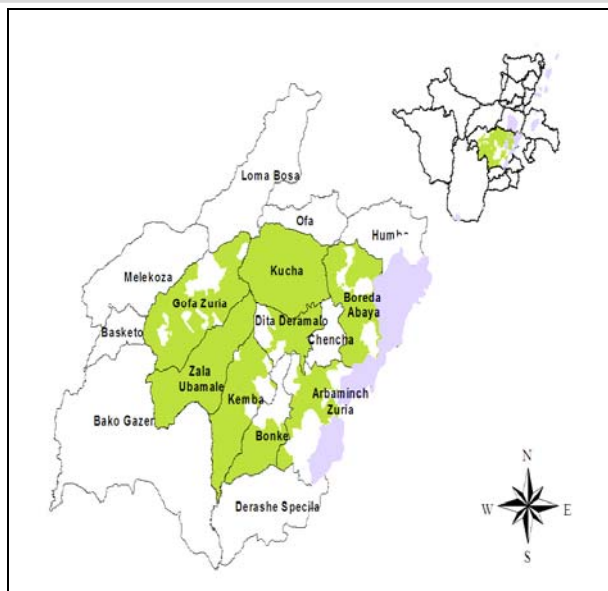 Loma Bosa
Ofa
Humb
Melekoza
Kucha
Gofa Zuria
Boreda
Abaya
Basketo
Dita Deramalo
Chencha
Zala
Ubamale
Kemba
Arbaminch
Zuria
Bako Gazer
Bonke
Derashe Specila
N
W
E
S